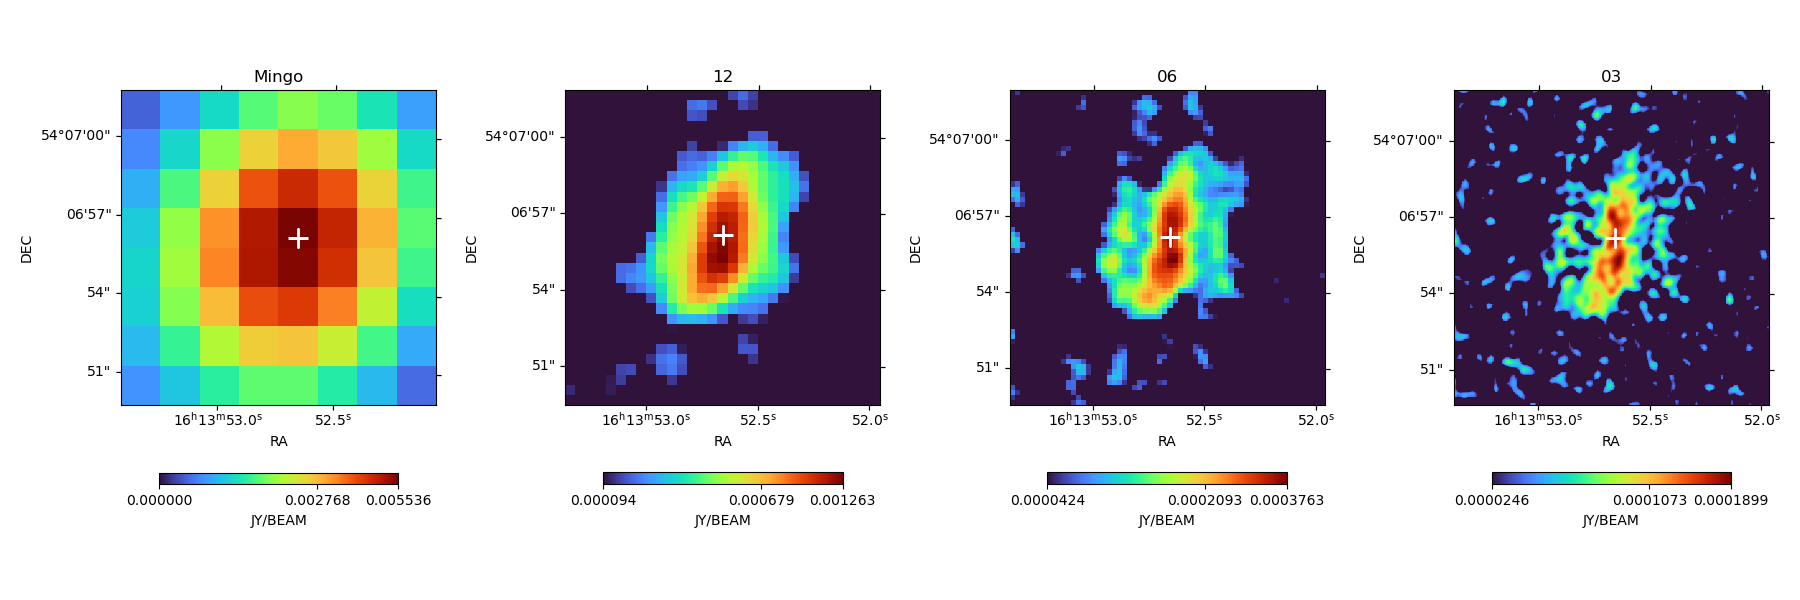 Mingo
54°07'00"
06'57"
DEC
54"
51"
16ʰ13ᵐ53.0ˢ 52.5ˢ
RA
0.000000 0.002768 0.005536
JY/BEAM
12
54°07'00"
06'57"
DEC
54"
51"
16ʰ13ᵐ53.0ˢ 52.5ˢ 52.0ˢ
RA
0.000094 0.000679 0.001263
JY/BEAM
06
54°07'00"
06'57"
DEC
54"
51"
16ʰ13ᵐ53.0ˢ 52.5ˢ 52.0ˢ
RA
0.0000424 0.0002093 0.0003763
JY/BEAM
03
54°07'00"
06'57"
DEC
54"
51"
16ʰ13ᵐ53.0ˢ 52.5ˢ 52.0ˢ
RA
0.0000246 0.0001073 0.0001899
JY/BEAM